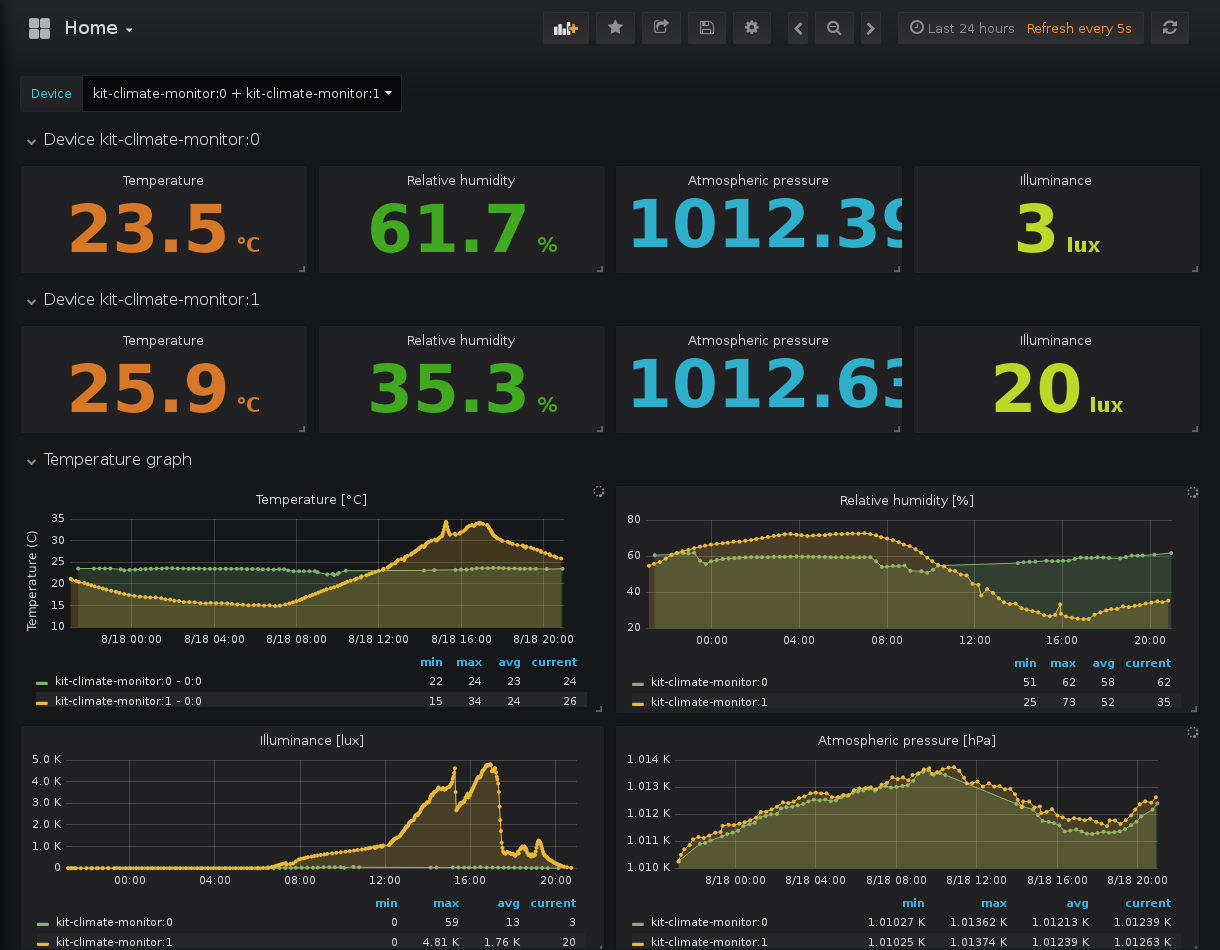 Home
Last 24 hours Refresh every 5s
Device kit-climate-monitor:0 + kit-climate-monitor:1
Device kit-climate-monitor:0
Temperature Relative humidity Atmospheric pressure Illuminance
23.5 °C 61.7 % 1012.39 3 lux
Device kit-climate-monitor:1
Temperature Relative humidity Atmospheric pressure Illuminance
25.9 °C 35.3 % 1012.63 20 lux
Temperature graph
Temperature [°C]
Temperature (C)
35
30
25
20
15
10
8/18 00:00 8/18 04:00 8/18 08:00 8/18 12:00 8/18 16:00 8/18 20:00
min max avg current
kit-climate-monitor:0 - 0:0 22 24 23 24
kit-climate-monitor:1 - 0:0 15 34 24 26
Relative humidity [%]
80
60
40
20
00:00 04:00 08:00 12:00 16:00 20:00
min max avg current
kit-climate-monitor:0 51 62 58 62
kit-climate-monitor:1 25 73 52 35
Illuminance [lux]
5.0 K
4.0 K
3.0 K
2.0 K
1.0 K
0
00:00 04:00 08:00 12:00 16:00 20:00
min max avg current
kit-climate-monitor:0 0 59 13 3
kit-climate-monitor:1 0 4.81 K 1.76 K 20
Atmospheric pressure [hPa]
1.014 K
1.013 K
1.012 K
1.011 K
1.010 K
8/18 00:00 8/18 04:00 8/18 08:00 8/18 12:00 8/18 16:00 8/18 20:00
min max avg current
kit-climate-monitor:0 1.01027 K 1.01362 K 1.01213 K 1.01239 K
kit-climate-monitor:1 1.01025 K 1.01374 K 1.01239 K 1.01263 K